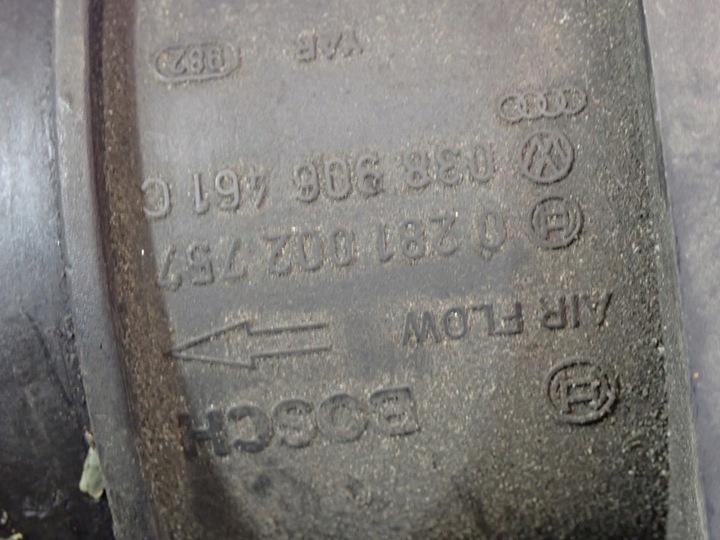 BOSCH
AIR FLOW
0 281 002 757
038 906 461 C